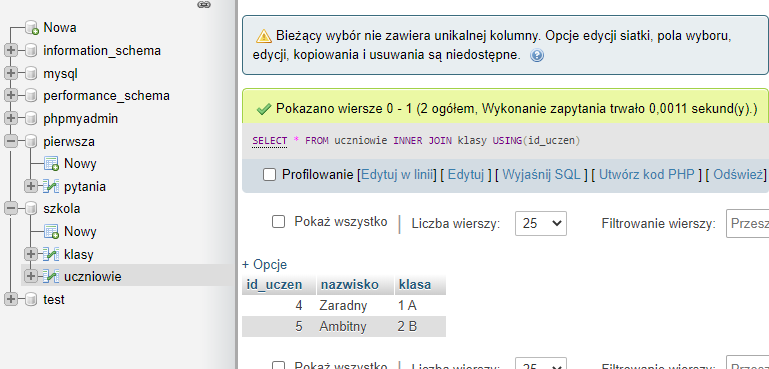 Nowa
information_schema
mysql
performance_schema
phpmyadmin
pierwsza
Nowy
pytania
szkola
Nowy
klasy
uczniowie
test
Bieżący wybór nie zawiera unikalnej kolumny. Opcje edycji siatki, pola wyboru,
edycji, kopiowania i usuwania są niedostępne.
Pokazano wiersze 0 - 1 (2 ogółem, Wykonanie zapytania trwało 0,0011 sekund(y).)
SELECT * FROM uczniowie INNER JOIN klasy USING(id_uczen)
Profilowanie [Edytuj w linii] [ Edytuj ] [ Wyjaśnij SQL ] [ Utwórz kod PHP ] [ Odśwież]
Pokaż wszystko | Liczba wierszy: 25 Filtrowanie wierszy: Przesz
+ Opcje
id_uczen nazwisko klasa
4 Zaradny 1 A
5 Ambitny 2 B
Pokaż wszystko Liczba wierszy: 25 Filtrowanie wierszy: